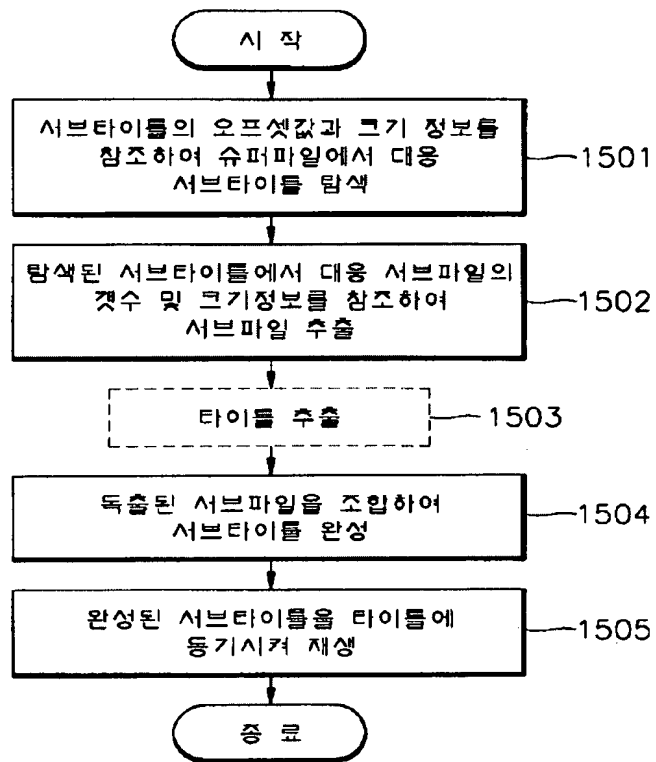 시 작
서브타이틀의 오프셋값과 크기 정보를
참조하여 슈퍼파일에서 대응
서브타이틀 탐색
1501
탐색된 서브타이틀에서 대응 서브파일의
갯수 및 크기정보를 참조하여
서브파일 추출
1502
타이틀 추출
1503
독출된 서브파일을 조합하여
서브타이틀 완성
1504
완성된 서브타이틀을 타이틀에
동기시켜 재생
1505
종 료